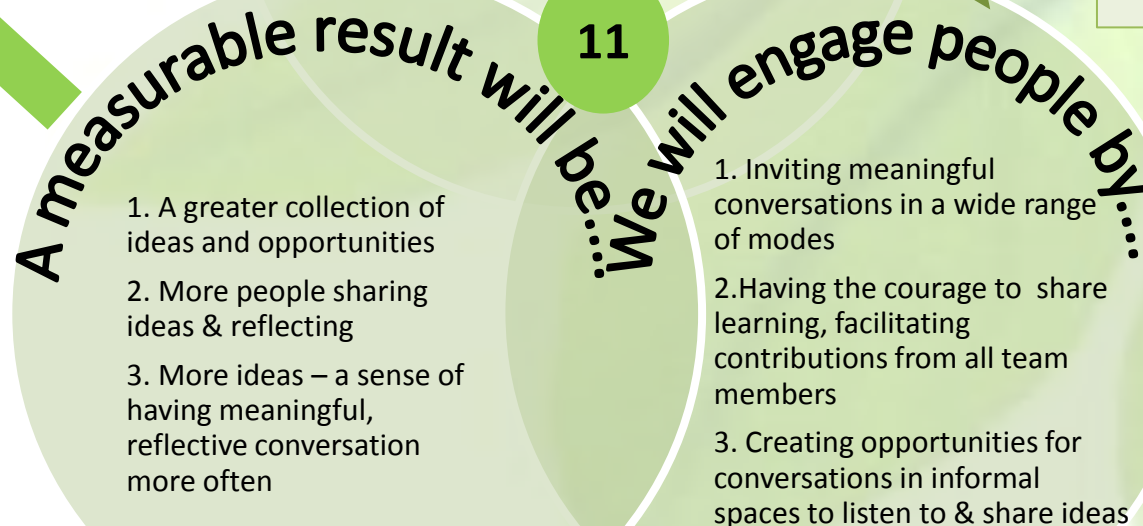 11
A measurable result will be....
1. A greater collection of
ideas and opportunities
2. More people sharing
ideas & reflecting
3. More ideas – a sense of
having meaningful,
reflective conversation
more often
We will engage people by....
1. Inviting meaningful
conversations in a wide range
of modes
2.Having the courage to  share
learning, facilitating
contributions from all team
members
3. Creating opportunities for
conversations in informal
spaces to listen to & share ideas